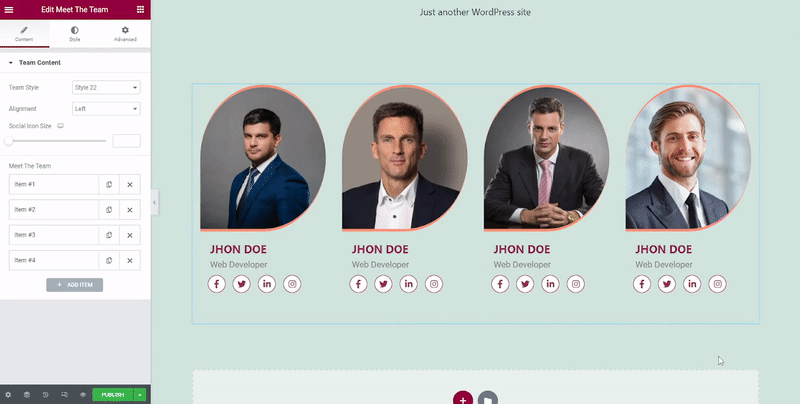 Edit Meet The Team
Content
Style
Advanced
Team Content
Team Style
Style 22
Alignment
Left
Social Icon Size
Meet The Team
Item #1
Item #2
Item #3
Item #4
+ ADD ITEM
PUBLISH
Just another WordPress site
JHON DOE
Web Developer
JHON DOE
Web Developer
JHON DOE
Web Developer
JHON DOE
Web Developer